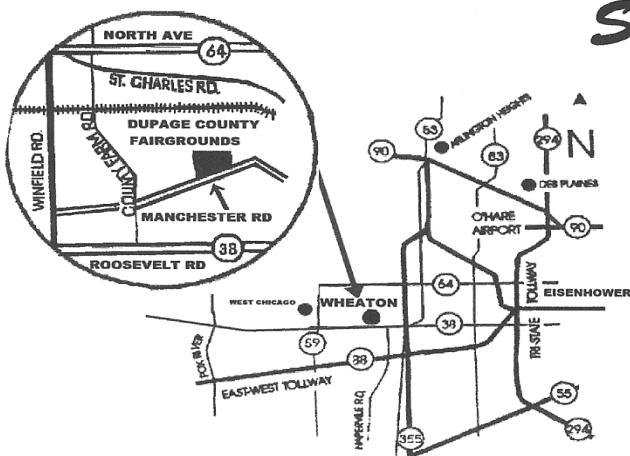 NORTH AVE
64
ST. CHARLES RD.
DUPAGE COUNTY
FAIRGROUNDS
WINFIELD RD.
COUNTY FARM RD.
MANCHESTER RD
38
ROOSEVELT RD
S
53
ARLINGTON HEIGHTS
90
83
294
N
DES PLAINES
O'HARE
AIRPORT
90
64
TOLLWAY
EISENHOWER
WEST CHICAGO
WHEATON
38
TRI-STATE
FOX RIVER
59
88
EAST-WEST TOLLWAY
NAPERVILLE RD.
55
355
294